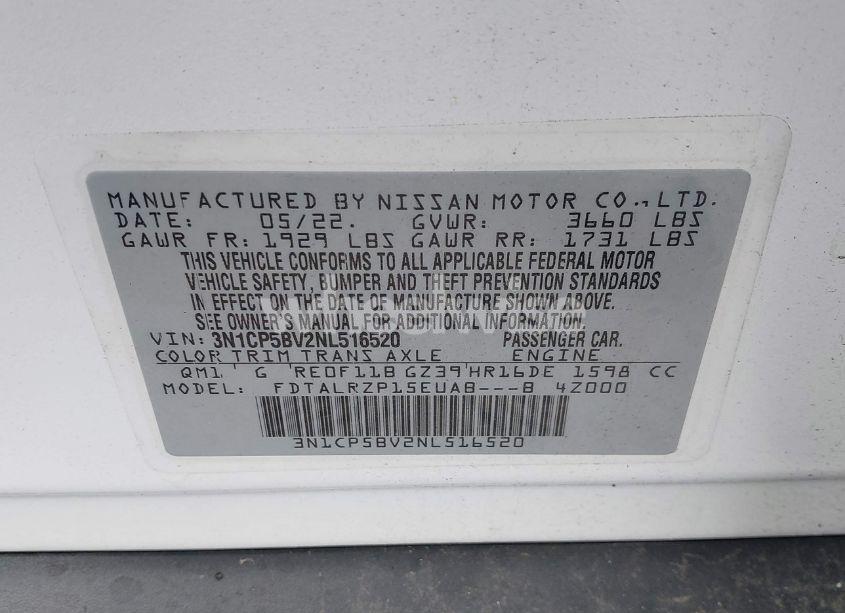 MANUFACTURED BY NISSAN MOTOR CO., LTD.
DATE: 05/22. GVWR: 3660 LBS
GAWR FR: 1929 LBS GAWR RR: 1731 LBS
THIS VEHICLE CONFORMS TO ALL APPLICABLE FEDERAL MOTOR
VEHICLE SAFETY, BUMPER AND THEFT PREVENTION STANDARDS
IN EFFECT ON THE DATE OF MANUFACTURE SHOWN ABOVE.
SEE OWNER'S MANUAL FOR ADDITIONAL INFORMATION.
VIN: 3N1CP5BV2NL516520 PASSENGER CAR.
COLOR TRIM TRANS AXLE ENGINE
QM1 G RE0F11B GZ39 HR16DE 1598 CC
MODEL: FDTALRZP15EUAB---B 4Z000
3N1CP5BV2NL516520